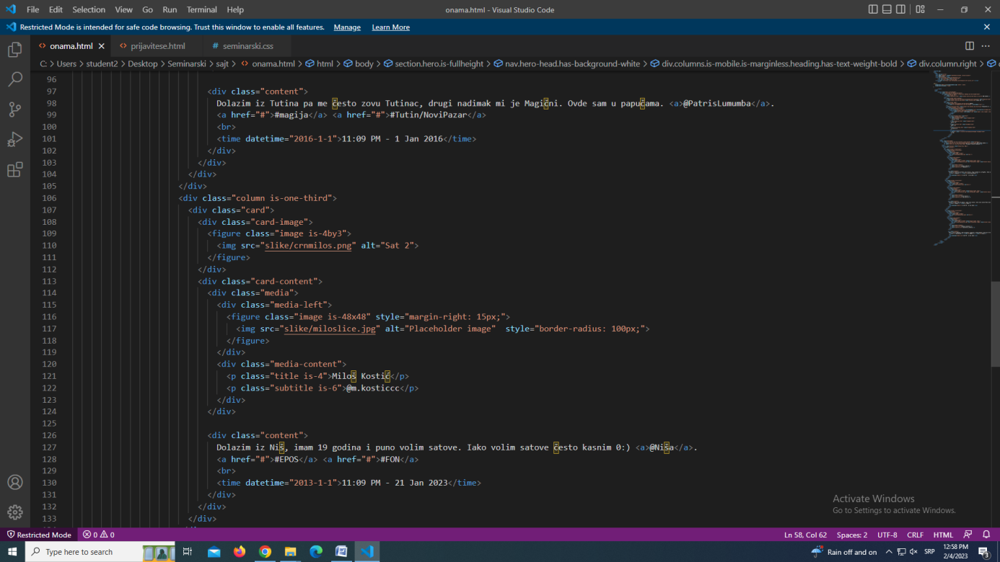 File Edit Selection View Go Run Terminal Help
onama.html - Visual Studio Code
Restricted Mode is intended for safe code browsing. Trust this window to enable all features. Manage Learn More
onama.html prijavitese.html seminarski.css
C: > Users > student2 > Desktop > Seminarski > sajt > onama.html > html > body > section.hero.is-fullheight > nav.hero-head.has-background-white > div.columns.is-mobile.is-marginless.heading.has-text-weight-bold > div.column.right >
96
97 <div class="content">
98 Dolazim iz Tutina pa me često zovu Tutinac, drugi nadimak mi je Magični. Ovde sam u papučama. <a>@PatrisLumumba</a>.
99 <a href="#">#magija</a> <a href="#">#Tutin/NoviPazar</a>
100 <br>
101 <time datetime="2016-1-1">11:09 PM - 1 Jan 2016</time>
102 </div>
103 </div>
104 </div>
105 </div>
106 <div class="column is-one-third">
107 <div class="card">
108 <div class="card-image">
109 <figure class="image is-4by3">
110 <img src="slike/crnmilos.png" alt="Sat 2">
111 </figure>
112 </div>
113 <div class="card-content">
114 <div class="media">
115 <div class="media-left">
116 <figure class="image is-48x48" style="margin-right: 15px;">
117 <img src="slike/miloslice.jpg" alt="Placeholder image"  style="border-radius: 100px;">
118 </figure>
119 </div>
120 <div class="media-content">
121 <p class="title is-4">Miloš Kostić</p>
122 <p class="subtitle is-6">@m.kosticcc</p>
123 </div>
124 </div>
125
126 <div class="content">
127 Dolazim iz Niš, imam 19 godina i puno volim satove. Iako volim satove često kasnim 0:) <a>@Niša</a>.
128 <a href="#">#EPOS</a> <a href="#">#FON</a>
129 <br>
130 <time datetime="2013-1-1">11:09 PM - 21 Jan 2023</time>
131 </div>
132 </div>
133 </div>
Activate Windows
Go to Settings to activate Windows.
Restricted Mode 0 0 Ln 58, Col 62 Spaces: 2 UTF-8 CRLF HTML
Type here to search Rain off and on SRP 12:58 PM
2/4/2023 3